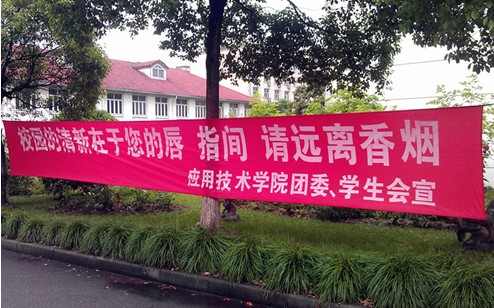 校园的清新在于您的唇 指间 请远离香烟
应用技术学院团委、学生会宣